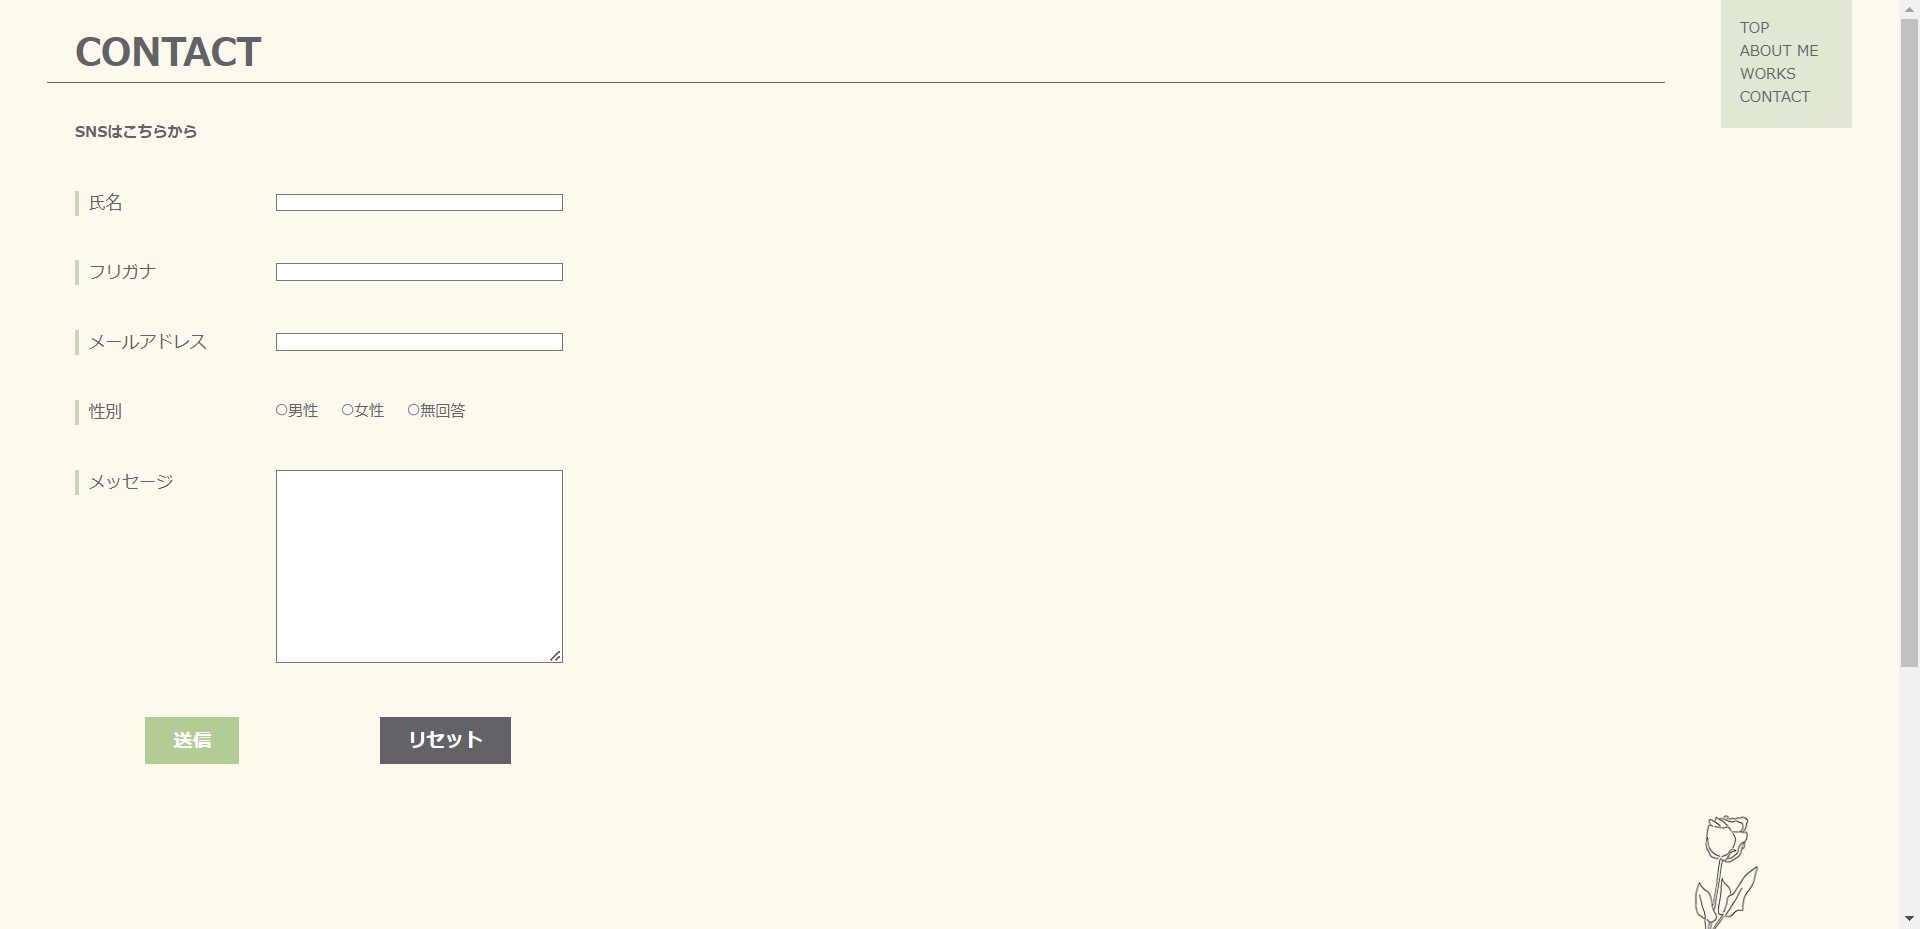 CONTACT
TOP
ABOUT ME
WORKS
CONTACT
SNSはこちらから
氏名
フリガナ
メールアドレス
性別
男性 女性 無回答
メッセージ
送信 リセット